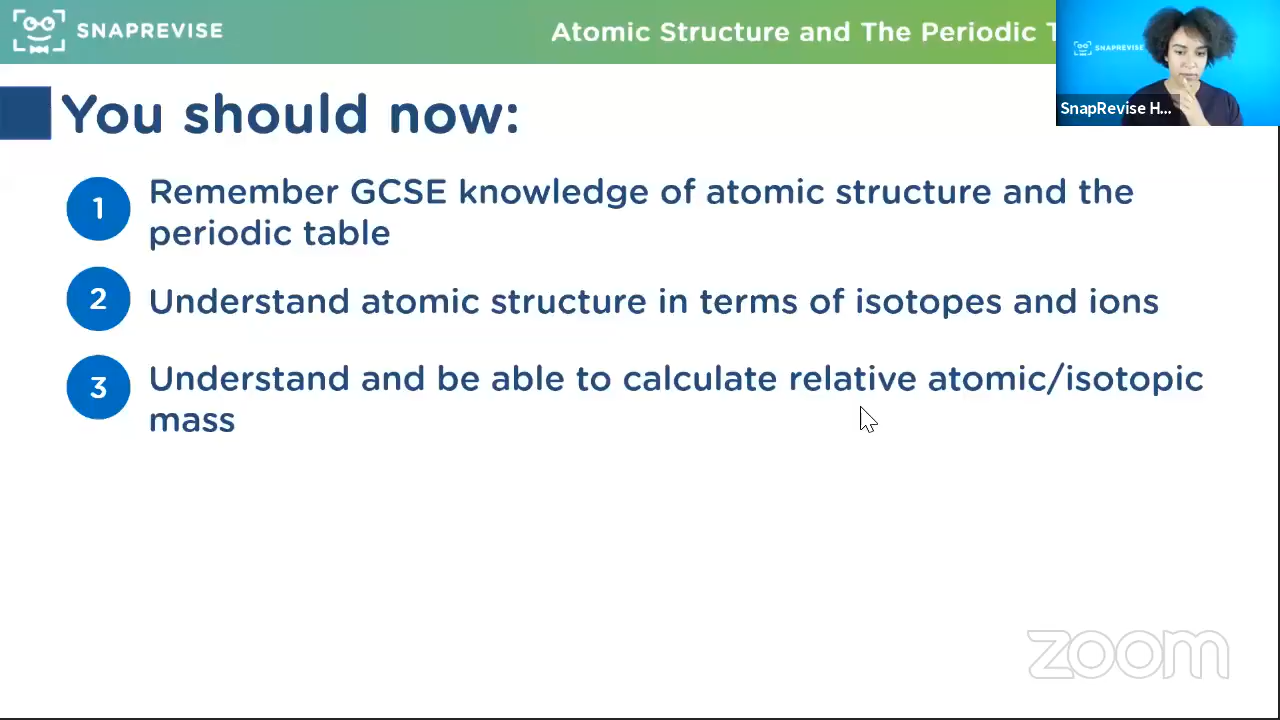 SNAPREVISE
Atomic Structure and The Periodic T
SNAPREVISE
SnapRevise H...
You should now:
1
Remember GCSE knowledge of atomic structure and the
periodic table
2
Understand atomic structure in terms of isotopes and ions
3
Understand and be able to calculate relative atomic/isotopic
mass
zoom